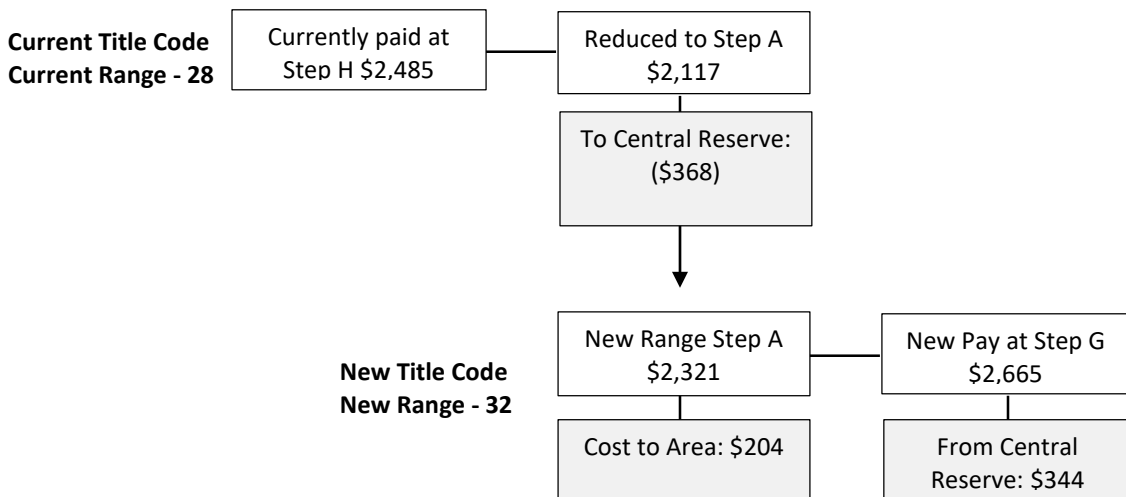 Current Title Code
Current Range - 28
Currently paid at
Step H $2,485
Reduced to Step A
$2,117
To Central Reserve:
($368)
New Title Code
New Range - 32
New Range Step A
$2,321
New Pay at Step G
$2,665
Cost to Area: $204
From Central
Reserve: $344